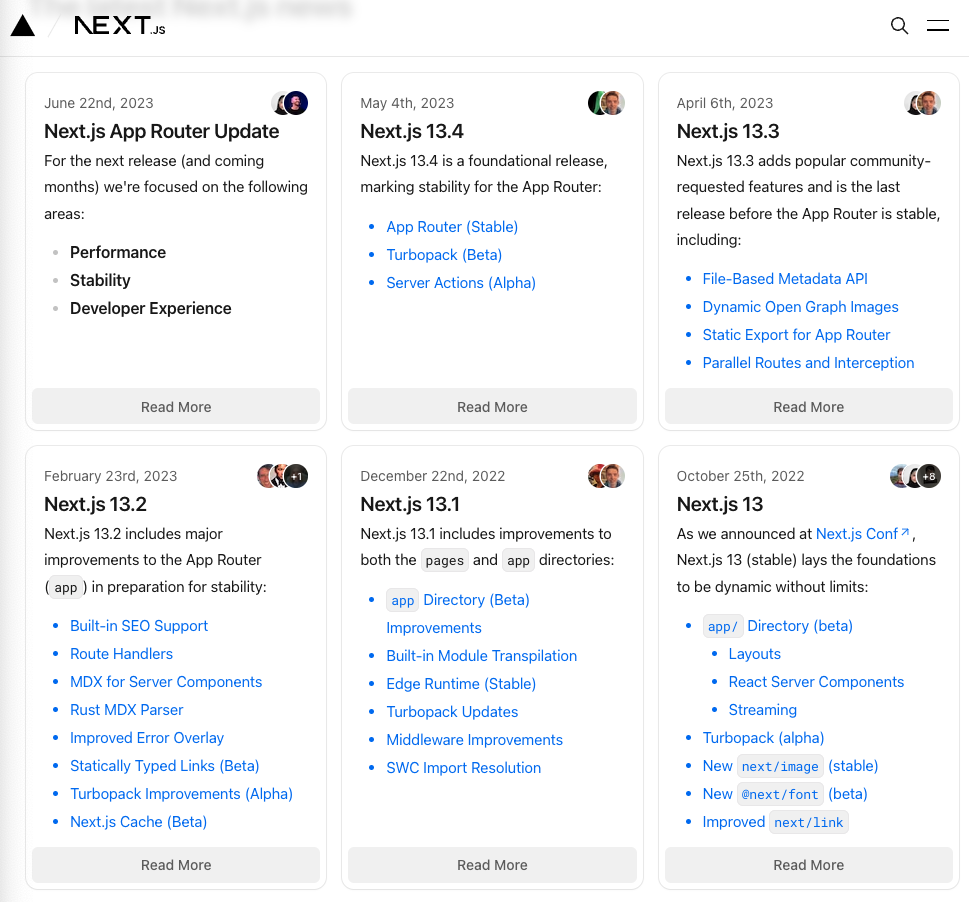 The latest Next.js news
NEXT.JS
June 22nd, 2023
Next.js App Router Update
For the next release (and coming
months) we're focused on the following
areas:
Performance
Stability
Developer Experience
Read More
May 4th, 2023
Next.js 13.4
Next.js 13.4 is a foundational release,
marking stability for the App Router:
App Router (Stable)
Turbopack (Beta)
Server Actions (Alpha)
Read More
April 6th, 2023
Next.js 13.3
Next.js 13.3 adds popular community-
requested features and is the last
release before the App Router is stable,
including:
File-Based Metadata API
Dynamic Open Graph Images
Static Export for App Router
Parallel Routes and Interception
Read More
February 23rd, 2023
+1
Next.js 13.2
Next.js 13.2 includes major
improvements to the App Router
(app) in preparation for stability:
Built-in SEO Support
Route Handlers
MDX for Server Components
Rust MDX Parser
Improved Error Overlay
Statically Typed Links (Beta)
Turbopack Improvements (Alpha)
Next.js Cache (Beta)
Read More
December 22nd, 2022
Next.js 13.1
Next.js 13.1 includes improvements to
both the pages and app directories:
app Directory (Beta)
Improvements
Built-in Module Transpilation
Edge Runtime (Stable)
Turbopack Updates
Middleware Improvements
SWC Import Resolution
Read More
October 25th, 2022
+8
Next.js 13
As we announced at Next.js Conf↗,
Next.js 13 (stable) lays the foundations
to be dynamic without limits:
app/ Directory (beta)
Layouts
React Server Components
Streaming
Turbopack (alpha)
New next/image (stable)
New @next/font (beta)
Improved next/link
Read More